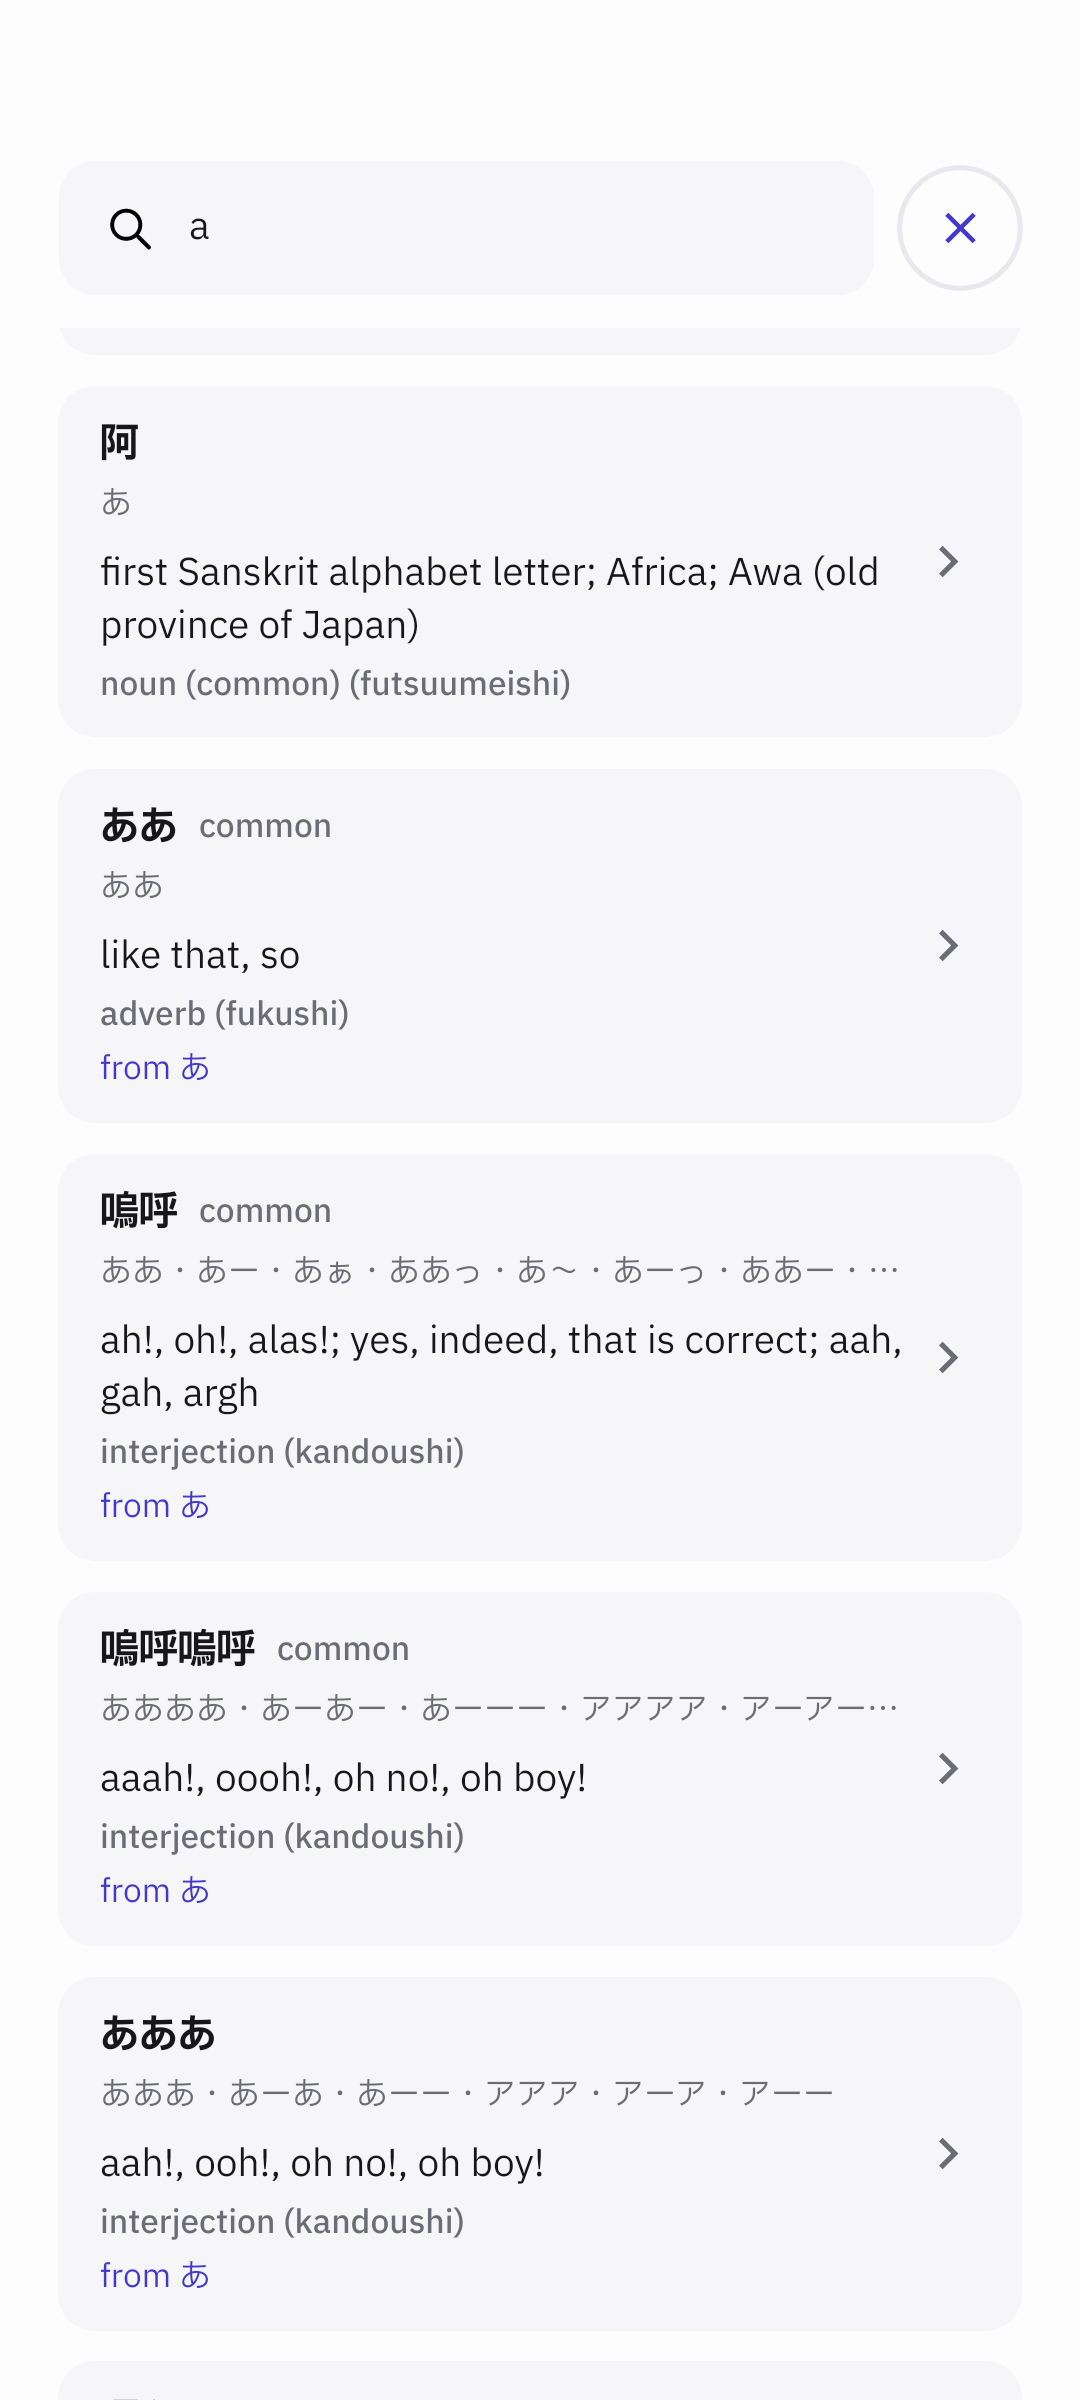 a
阿
あ
first Sanskrit alphabet letter; Africa; Awa (old
province of Japan)
noun (common) (futsuumeishi)
ああ common
ああ
like that, so
adverb (fukushi)
from あ
嗚呼 common
ああ・あー・あぁ・ああっ・あ〜・あーっ・ああー・…
ah!, oh!, alas!; yes, indeed, that is correct; aah,
gah, argh
interjection (kandoushi)
from あ
嗚呼嗚呼 common
ああああ・あーあー・あーーー・アアアア・アーアー…
aaah!, oooh!, oh no!, oh boy!
interjection (kandoushi)
from あ
あああ
あああ・あーあ・あーー・アアア・アーア・アーー
aah!, ooh!, oh no!, oh boy!
interjection (kandoushi)
from あ